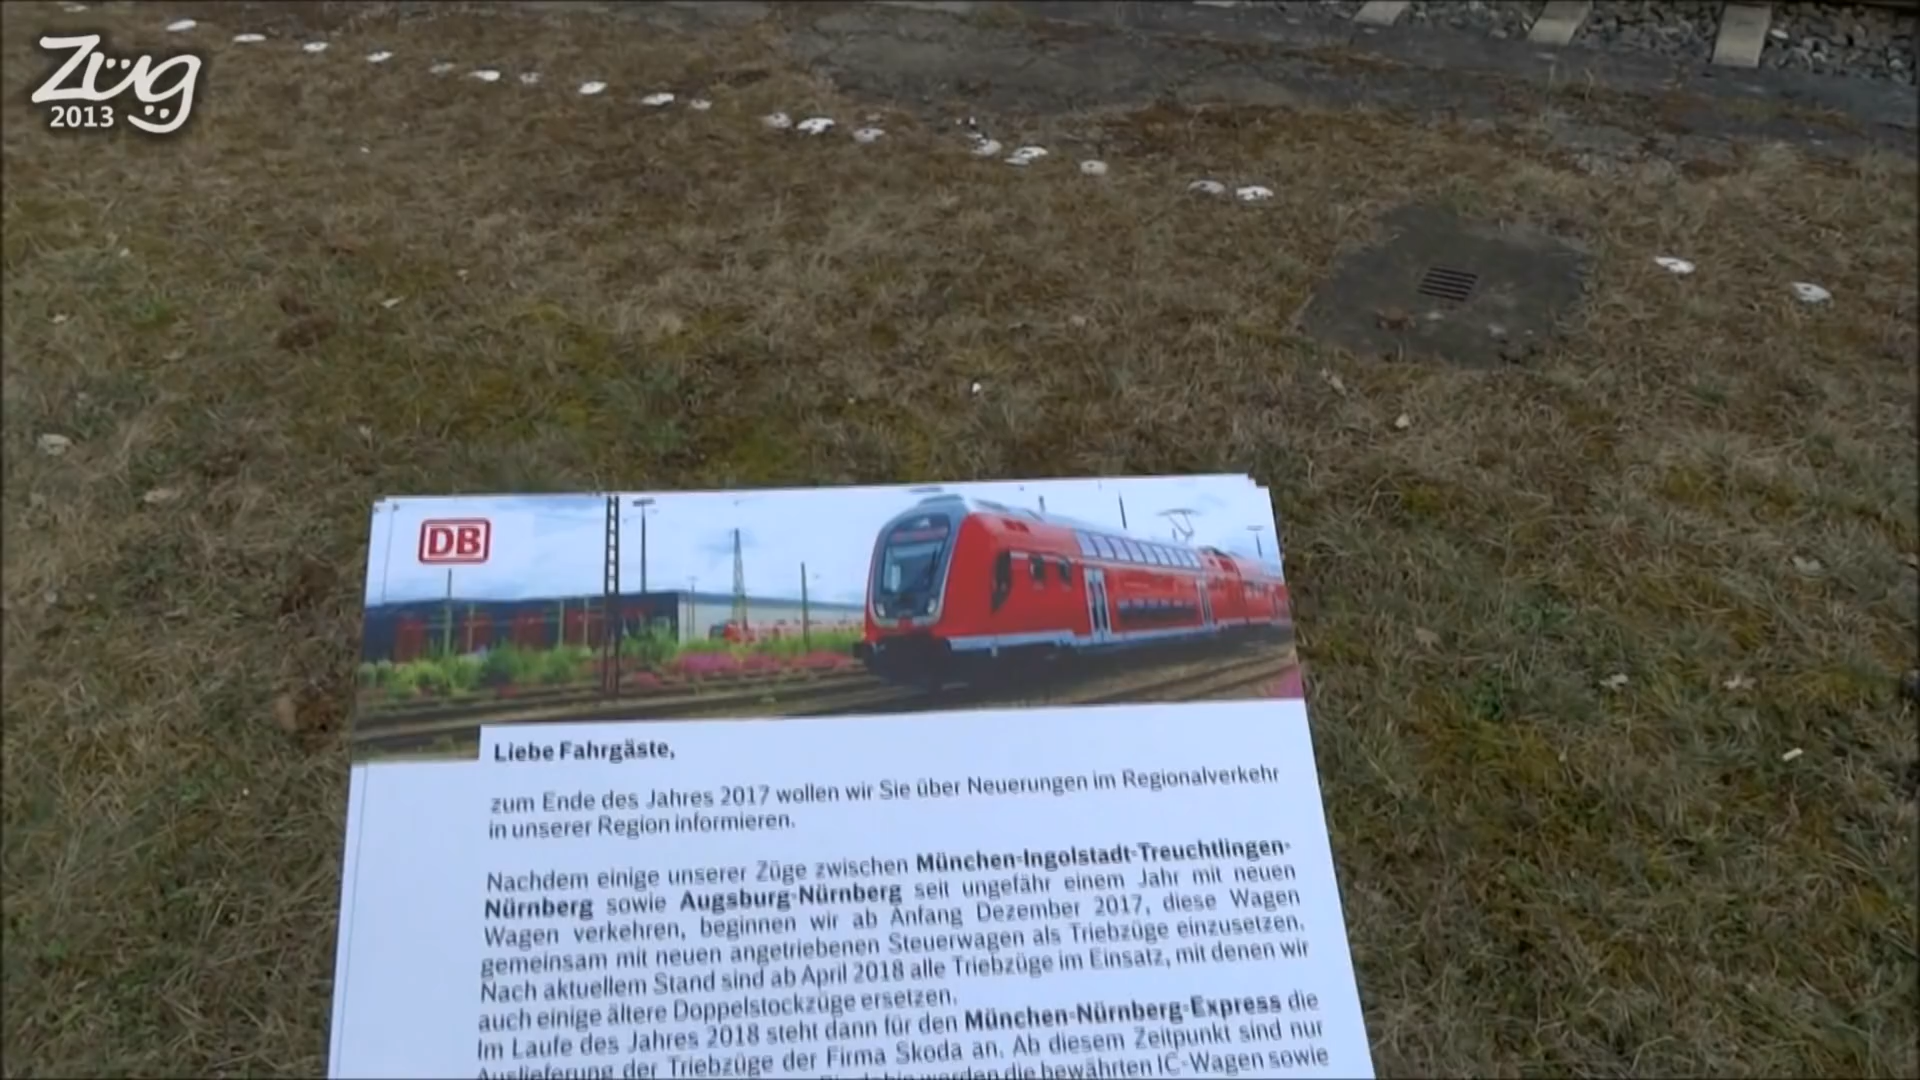 Züg
2013
DB
Liebe Fahrgäste,
zum Ende des Jahres 2017 wollen wir Sie über Neuerungen im Regionalverkehr
in unserer Region informieren.
Nachdem einige unserer Züge zwischen München-Ingolstadt-Treuchtlingen-
Nürnberg sowie Augsburg-Nürnberg seit ungefähr einem Jahr mit neuen
Wagen verkehren, beginnen wir ab Anfang Dezember 2017, diese Wagen
gemeinsam mit neuen angetriebenen Steuerwagen als Triebzüge einzusetzen.
Nach aktuellem Stand sind ab April 2018 alle Triebzüge im Einsatz, mit denen wir
auch einige ältere Doppelstockzüge ersetzen.
Im Laufe des Jahres 2018 steht dann für den München-Nürnberg-Express die
Auslieferung der Triebzüge der Firma Skoda an. Ab diesem Zeitpunkt sind nur
werden die bewährten IC-Wagen sowie